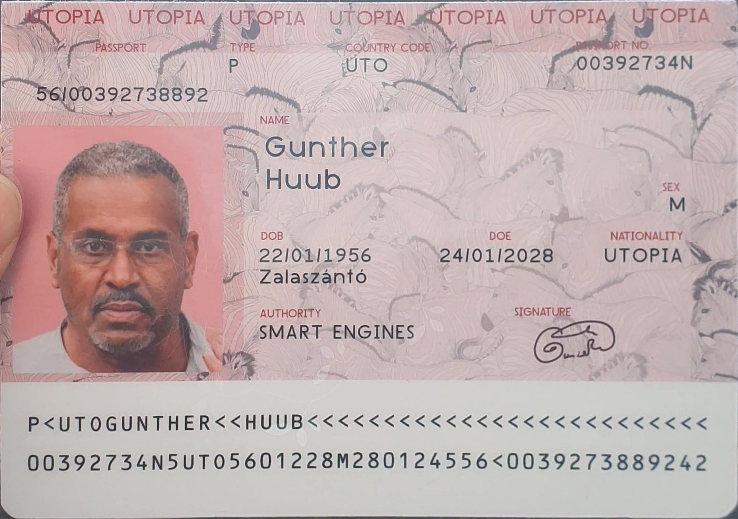 UTOPIA UTOPIA UTOPIA UTOPIA UTOPIA UTOPIA UTOPIA
PASSPORT TYPE COUNTRY CODE PASSPORT NO.
P UTO 00392734N
56/00392738892
NAME
Gunther
Huub
SEX
M
DOB DOE NATIONALITY
22/01/1956 24/01/2028 UTOPIA
Zalaszántó
AUTHORITY SIGNATURE
SMART ENGINES
P<UTOGUNTHER<<HUUB<<<<<<<<<<<<<<<<<<<<<<<<<<
00392734N5UTO5601228M280124556<0039273889242